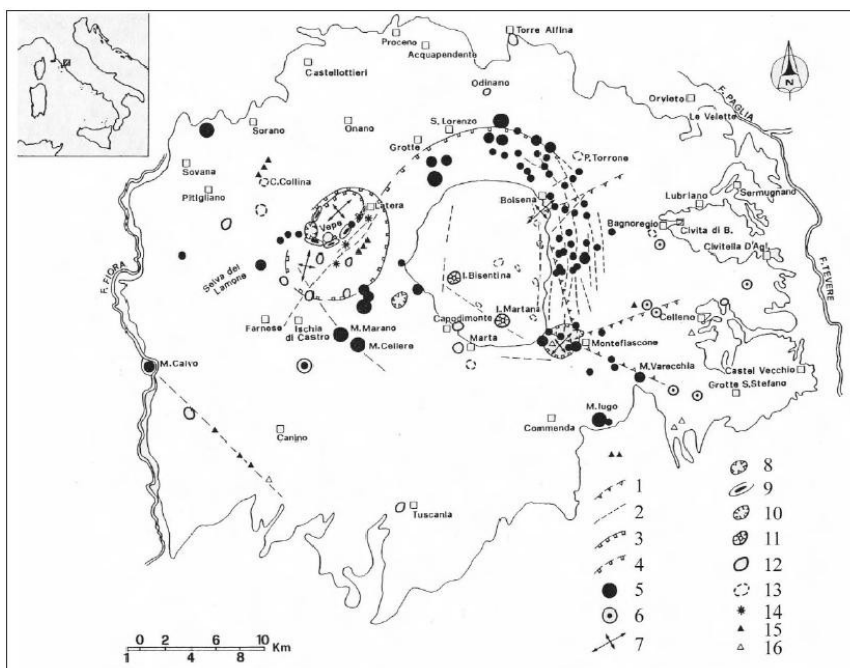 Torre Alfina
Proceno
Acquapendente
Castellottieri
Odinano
Orvieto
Le Velette
F. PAGLIA
N
Sorano
Onano
S. Lorenzo
Grotte
P. Torrone
Sovana
Pitigliano
C. Collina
Latera
Vepe
Bolsena
Lubriano
Sermugnano
Bagnoregio
Civita di B.
Civitella D'Agl.
F. FIORA
Selva del
Lamone
I. Bisentina
F. TEVERE
I. Martana
Celleno
Farnese
Ischia
di Castro
M. Marano
Capodimonte
Marta
Montefiascone
M. Cellere
M. Calvo
M. Varecchia
Castel Vecchio
Grotte S. Stefano
M. Iugo
Commenda
Canino
Tuscania
1
2
3
4
5
6
7
8
9
10
11
12
13
14
15
16
0 2 4 6 8 10
1 Km